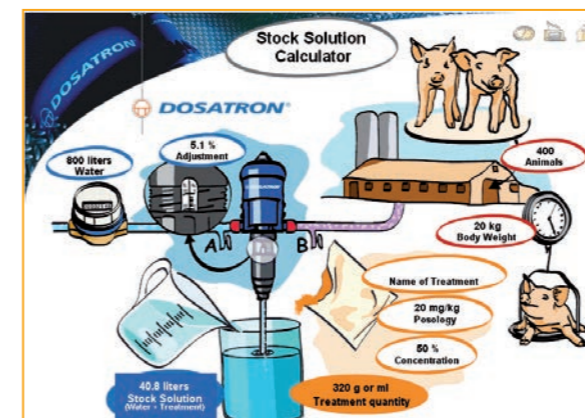 Stock Solution
Calculator
DOSATRON®
5.1 %
Adjustment
800 liters
Water
400
Animals
20 kg
Body Weight
A
B
Name of Treatment
20 mg/kg
Posology
50 %
Concentration
40.8 liters
Stock Solution
(Water + Treatment)
320 g or ml
Treatment quantity